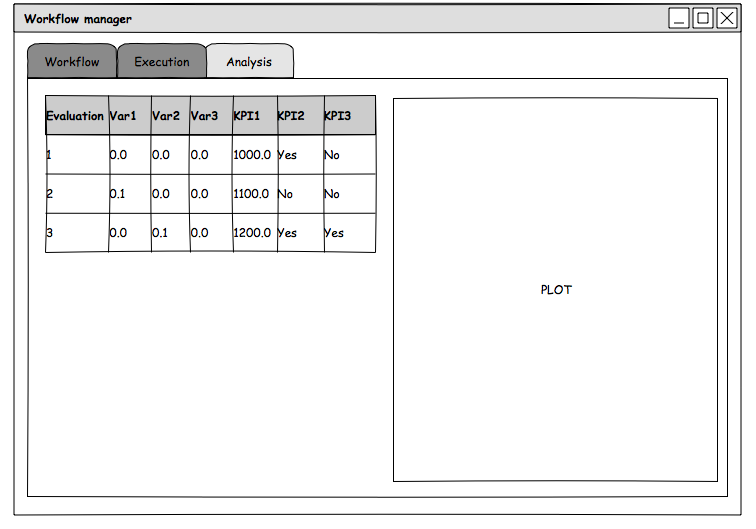 Workflow manager
Workflow Execution Analysis
Evaluation Var1 Var2 Var3 KPI1 KPI2 KPI3
1 0.0 0.0 0.0 1000.0 Yes No
2 0.1 0.0 0.0 1100.0 No No
3 0.0 0.1 0.0 1200.0 Yes Yes
PLOT